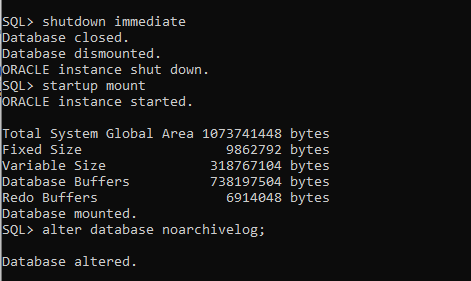 SQL> shutdown immediate
Database closed.
Database dismounted.
ORACLE instance shut down.
SQL> startup mount
ORACLE instance started.

Total System Global Area 1073741448 bytes
Fixed Size                  9862792 bytes
Variable Size             318767104 bytes
Database Buffers          738197504 bytes
Redo Buffers                6914048 bytes
Database mounted.
SQL> alter database noarchivelog;

Database altered.